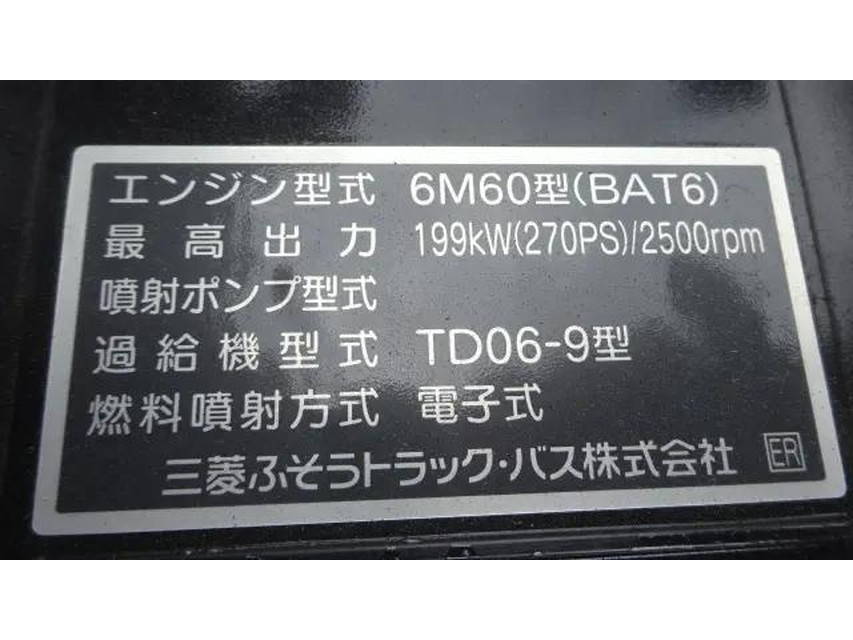 エンジン型式 6M60型(BAT6)
最高出力 199kW(270PS)/2500rpm
噴射ポンプ型式
過給機型式 TD06-9型
燃料噴射方式 電子式
三菱ふそうトラック・バス株式会社 ER